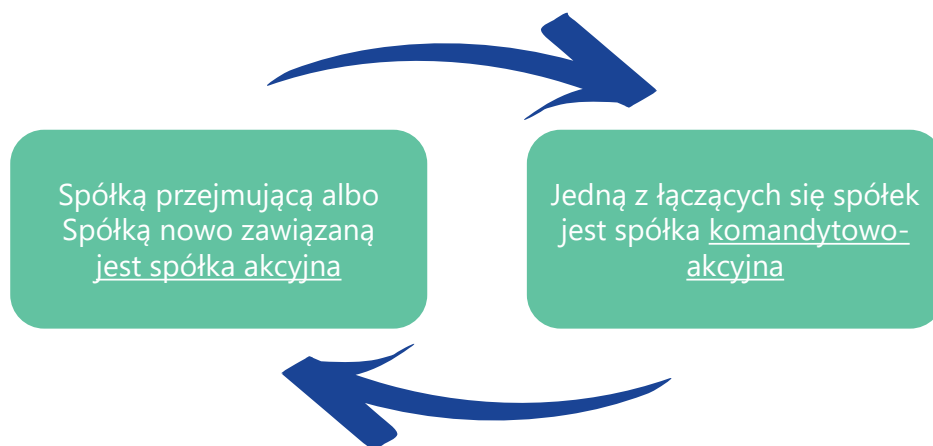 Spółką przejmującą albo
Spółką nowo zawiązaną
jest spółka akcyjna
Jedną z łączących się spółek
jest spółka komandytowo-
akcyjna